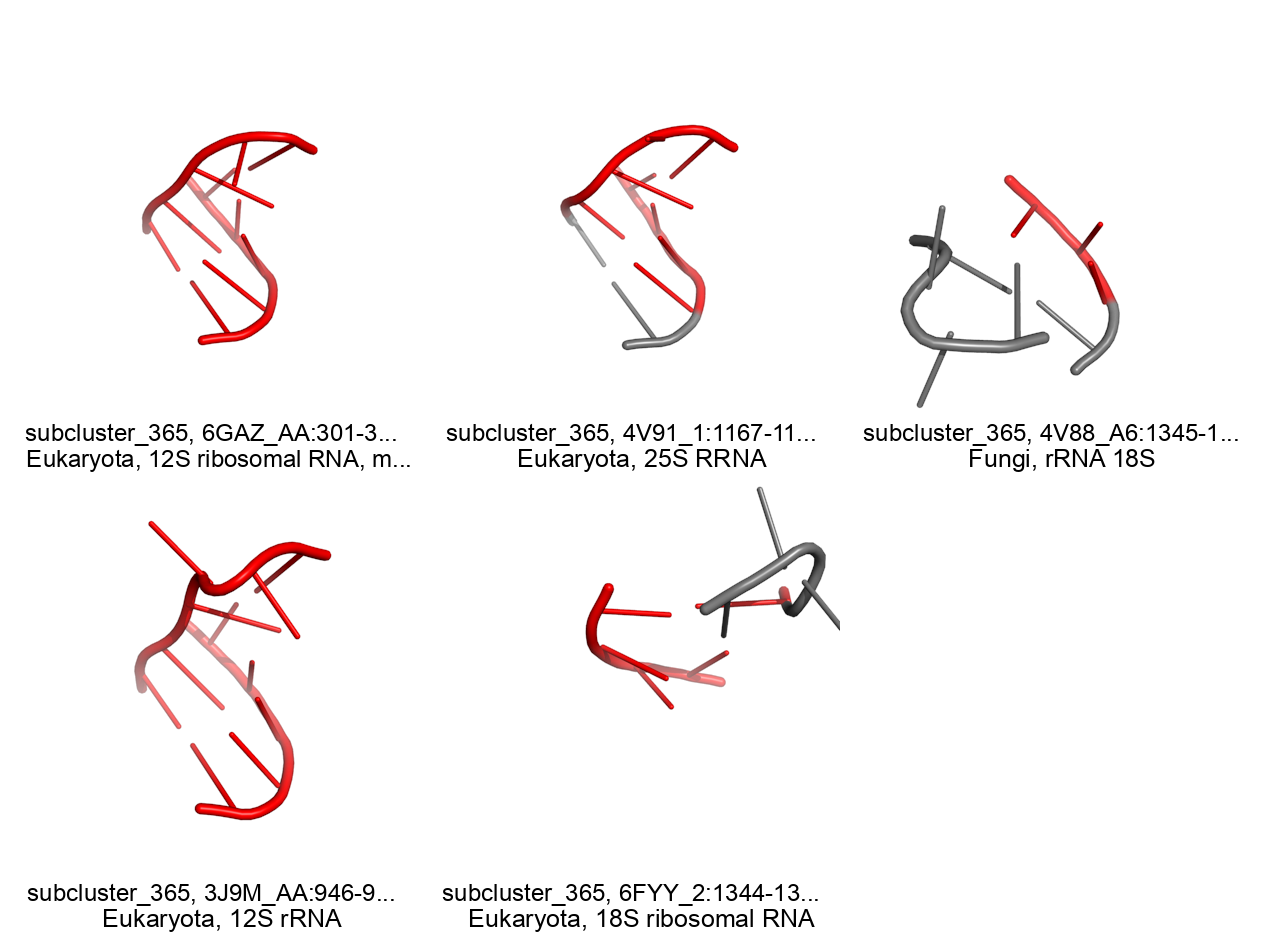 subcluster_365, 6GAZ_AA:301-3...
Eukaryota, 12S ribosomal RNA, m...
subcluster_365, 4V91_1:1167-11...
Eukaryota, 25S RRNA
subcluster_365, 4V88_A6:1345-1...
Fungi, rRNA 18S
subcluster_365, 3J9M_AA:946-9...
Eukaryota, 12S rRNA
subcluster_365, 6FYY_2:1344-13...
Eukaryota, 18S ribosomal RNA